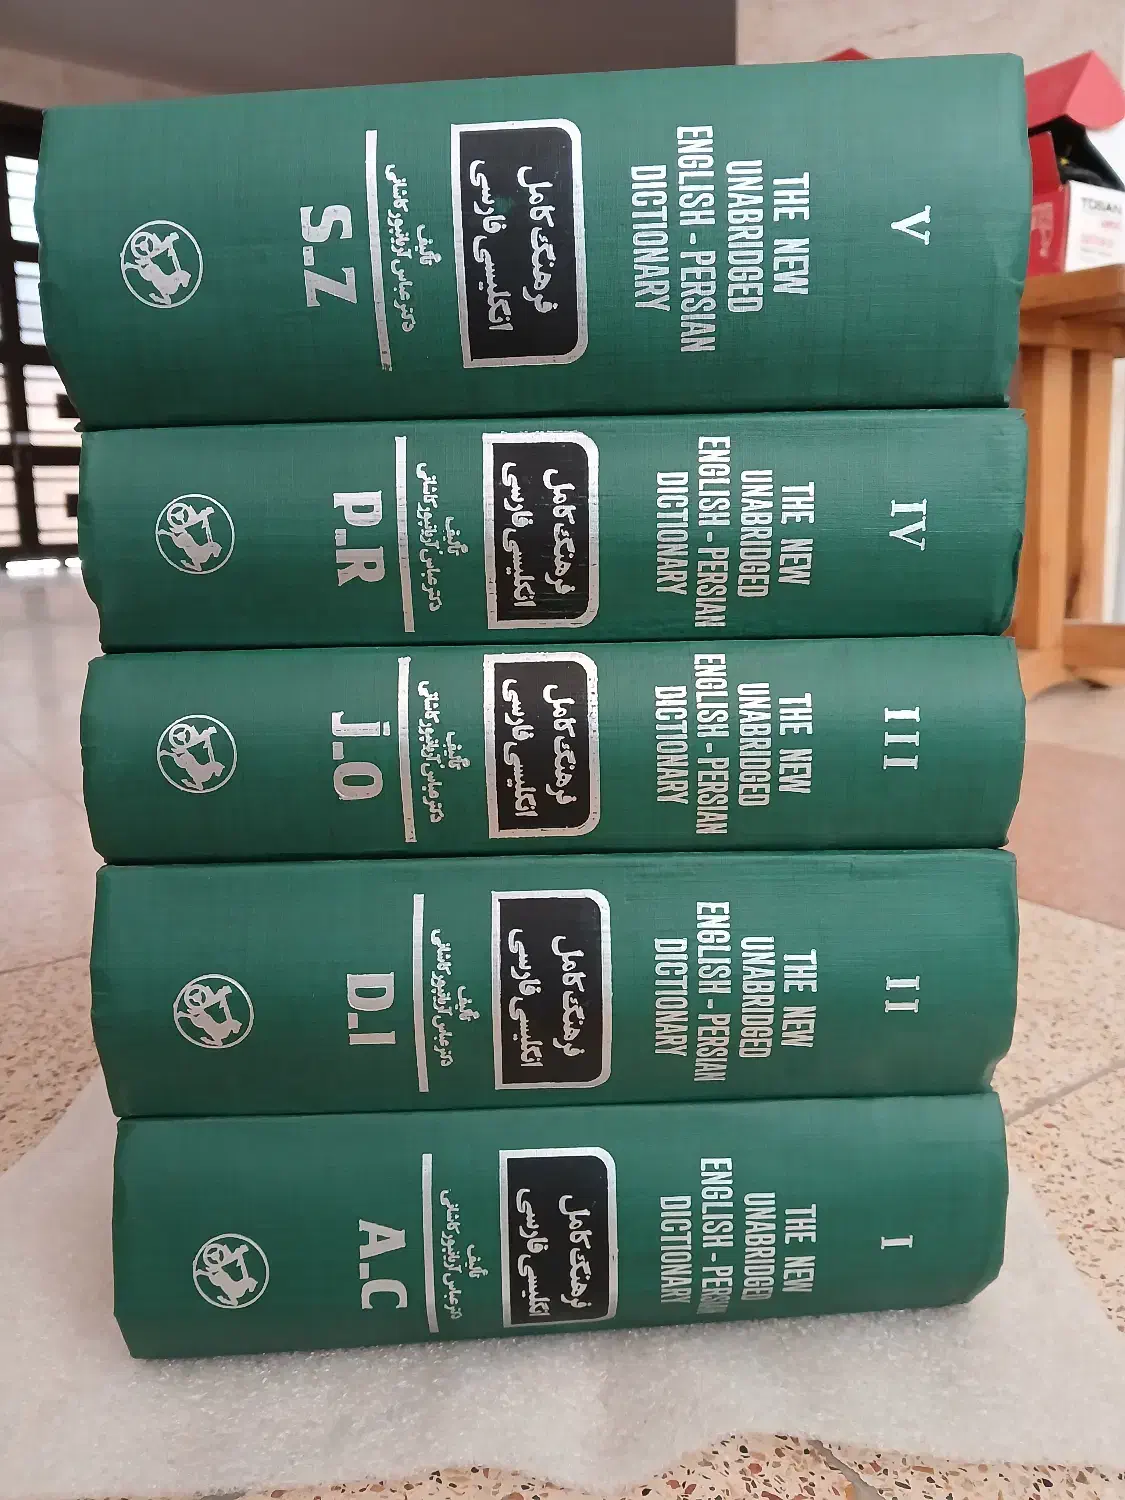 V
THE NEW
UNABRIDGED
ENGLISH - PERSIAN
DICTIONARY
فرهنگ کامل
انگلیسی فارسی
تألیف
دکتر عباس آریانپور کاشانی
S-Z
IV
THE NEW
UNABRIDGED
ENGLISH - PERSIAN
DICTIONARY
فرهنگ کامل
انگلیسی فارسی
تألیف
دکتر عباس آریانپور کاشانی
P-R
III
THE NEW
UNABRIDGED
ENGLISH - PERSIAN
DICTIONARY
فرهنگ کامل
انگلیسی فارسی
تألیف
دکتر عباس آریانپور کاشانی
J-O
II
THE NEW
UNABRIDGED
ENGLISH - PERSIAN
DICTIONARY
فرهنگ کامل
انگلیسی فارسی
تألیف
دکتر عباس آریانپور کاشانی
D-I
I
THE NEW
UNABRIDGED
ENGLISH - PERSIAN
DICTIONARY
فرهنگ کامل
انگلیسی فارسی
تألیف
دکتر عباس آریانپور کاشانی
A-C
TOSAN